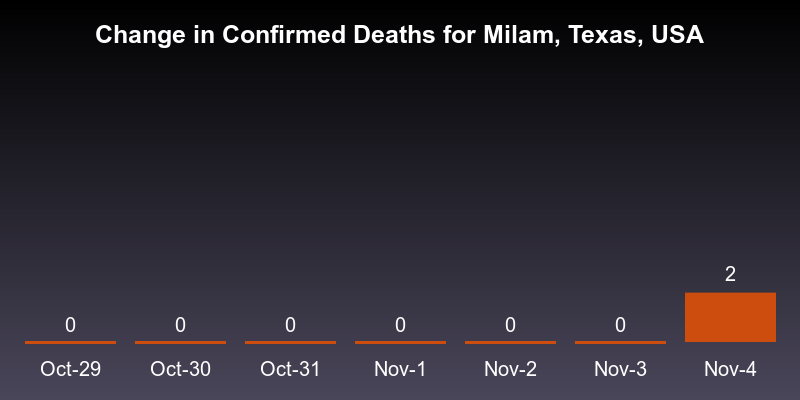 Change in Confirmed Deaths for Milam, Texas, USA
0 0 0 0 0 0 2
Oct-29 Oct-30 Oct-31 Nov-1 Nov-2 Nov-3 Nov-4